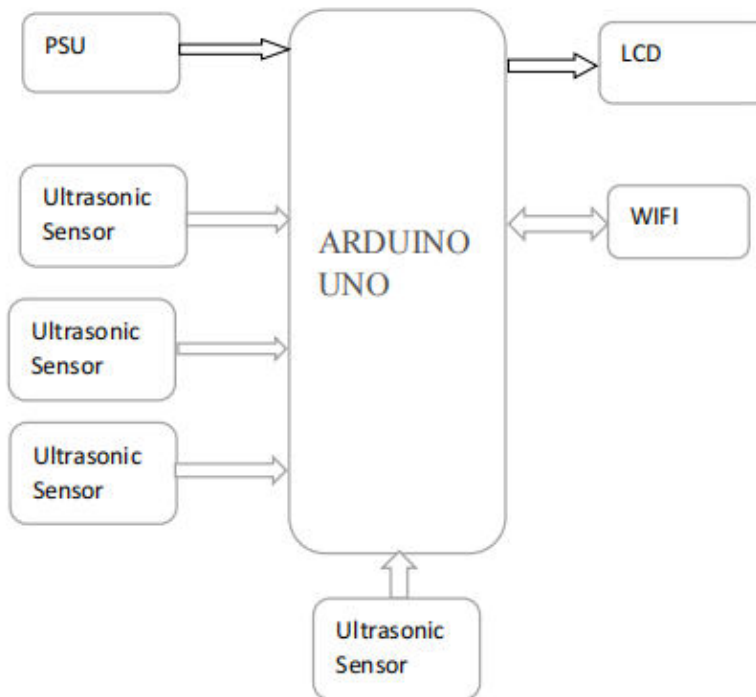 PSU
LCD
Ultrasonic
Sensor
ARDUINO
UNO
WIFI
Ultrasonic
Sensor
Ultrasonic
Sensor
Ultrasonic
Sensor